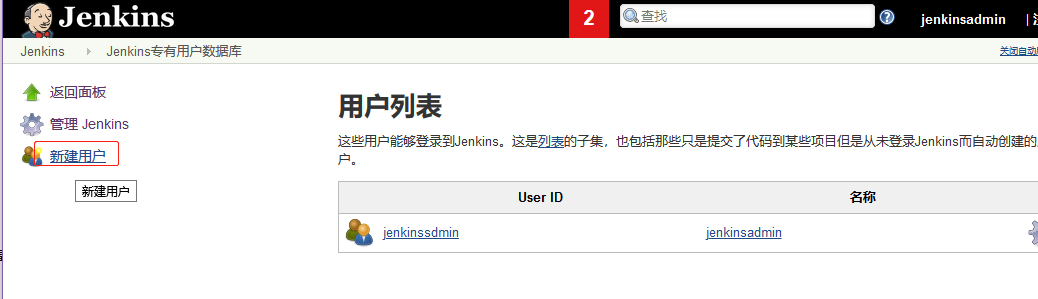 Jenkins
2
查找
jenkinsadmin
|
Jenkins
Jenkins专有用户数据库
关闭自动
返回面板
管理 Jenkins
新建用户
新建用户
用户列表
这些用户能够登录到Jenkins。这是列表的子集，也包括那些只是提交了代码到某些项目但是从未登录Jenkins而自动创建的
户。
User ID
名称
jenkinssdmin
jenkinsadmin